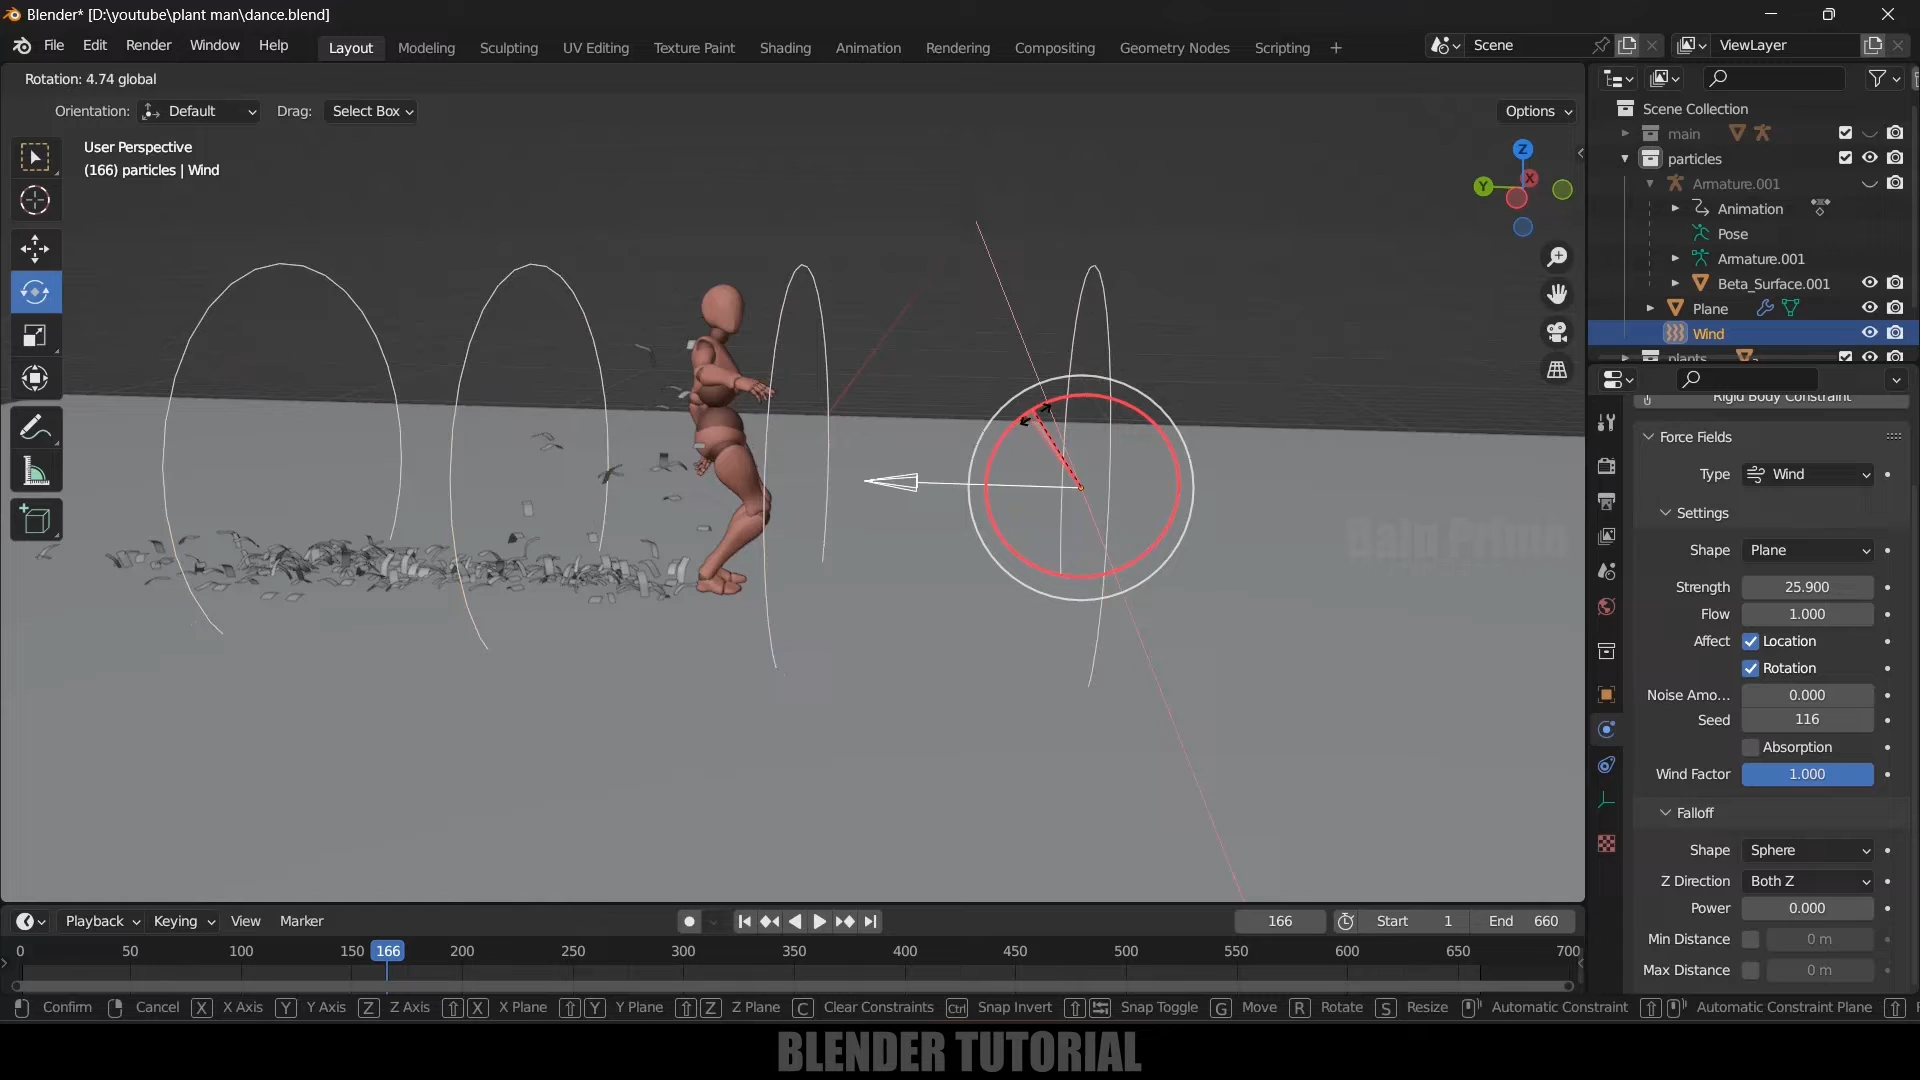 Blender* [D:\youtube\plant man\dance.blend]
File Edit Render Window Help Layout Modeling Sculpting UV Editing Texture Paint Shading Animation Rendering Compositing Geometry Nodes Scripting + Scene ViewLayer
Rotation: 4.74 global
Orientation: Default Drag: Select Box Options
User Perspective
(166) particles | Wind
Z
Y
X
Scene Collection
main
particles
Armature.001
Animation
Pose
Armature.001
Beta_Surface.001
Plane
Wind
plants
Rigid Body Constraint
Force Fields
Type Wind
Settings
Shape Plane
Strength 25.900
Flow 1.000
Affect Location
Rotation
Noise Amo... 0.000
Seed 116
Absorption
Wind Factor 1.000
Falloff
Shape Sphere
Z Direction Both Z
Power 0.000
Min Distance 0 m
Max Distance 0 m
Balu Prime
Playback Keying View Marker 166 Start 1 End 660
0 50 100 150 166 200 250 300 350 400 450 500 550 600 650 700
Confirm Cancel X X Axis Y Y Axis Z Z Axis X X Plane Y Y Plane Z Z Plane C Clear Constraints Ctrl Snap Invert Snap Toggle G Move R Rotate S Resize Automatic Constraint Automatic Constraint Plane
BLENDER TUTORIAL